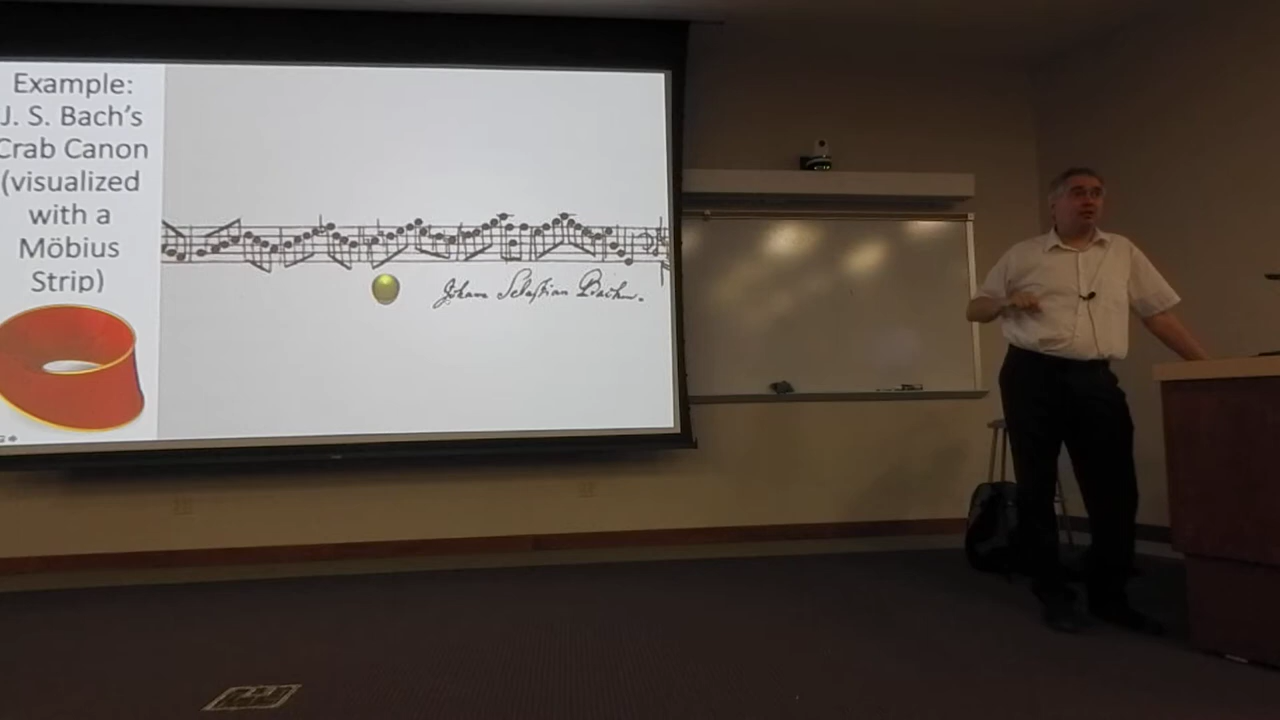 Example:
J. S. Bach's
Crab Canon
(visualized
with a
Möbius
Strip)
Johann Sebastian Bach.